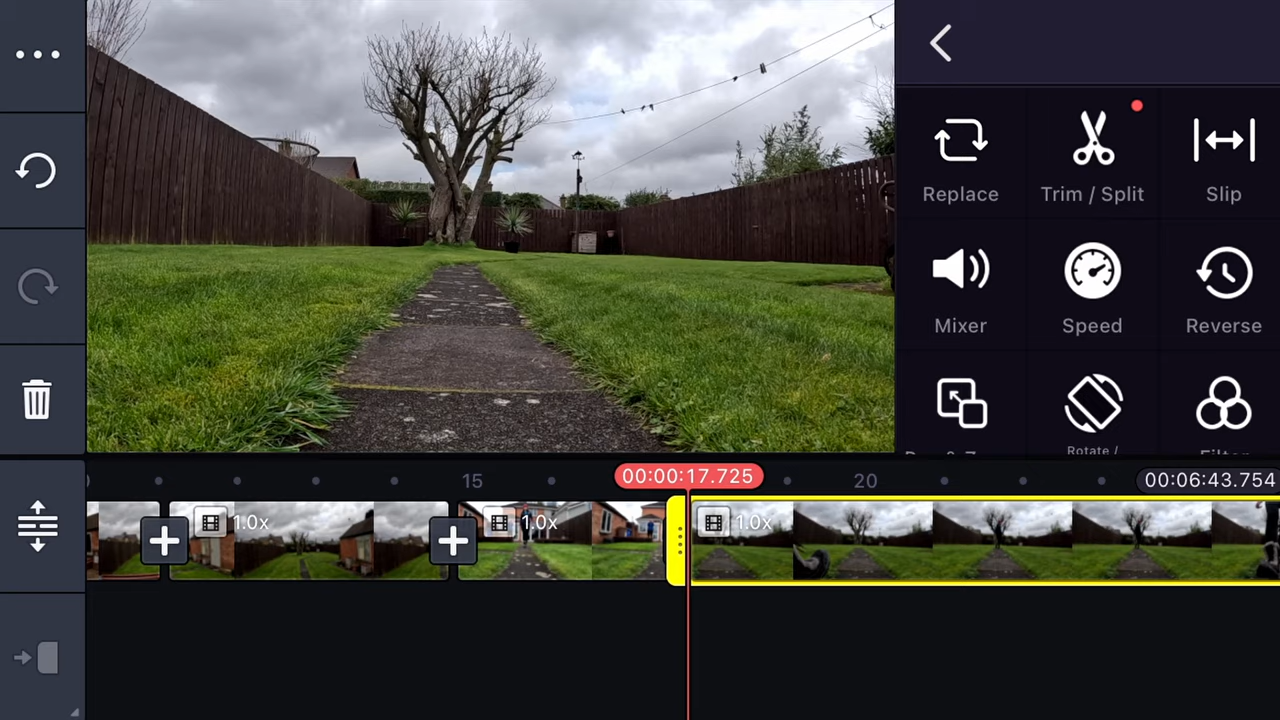 Replace
Trim / Split
Slip
Mixer
Speed
Reverse
Rotate /
15
00:00:17.725
20
00:06:43.754
1.0x
1.0x
1.0x